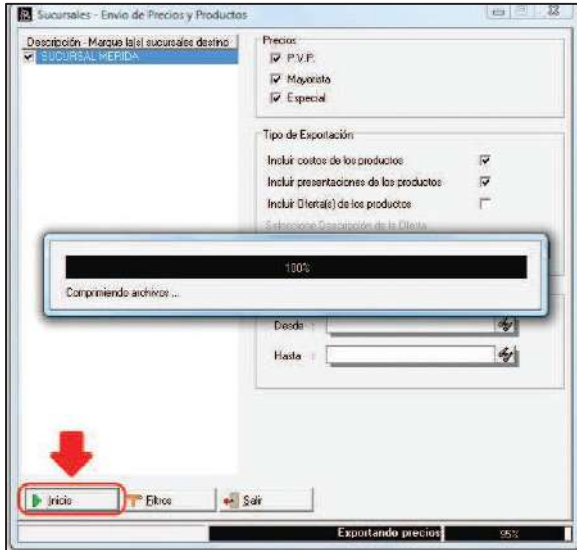 Sucursales - Envio de Precios y Productos
Descripción - Marque la(s) sucursales destino
SUCURSAL MERIDA
Precios
P.V.P.
Mayorista
Especial
Tipo de Exportación
Incluir costos de los productos
Incluir presentaciones de los productos
Incluir Oferta(s) de los productos
Seleccione Descripción de la Oferta
100%
Comprimiendo archivos ...
Desde :
Hasta :
Inicio
Filtros
Salir
Exportando precios
95%